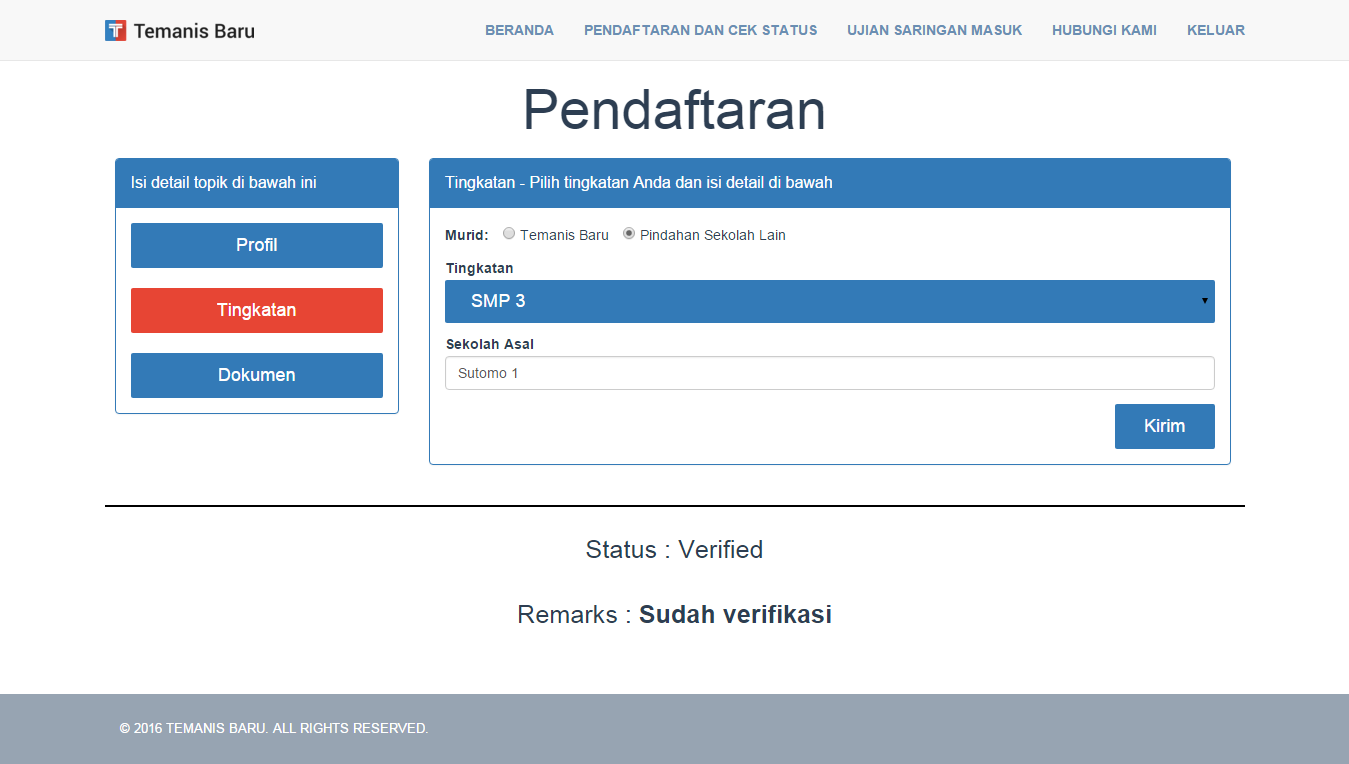 Temanis Baru
BERANDA PENDAFTARAN DAN CEK STATUS UJIAN SARINGAN MASUK HUBUNGI KAMI KELUAR
Pendaftaran
Isi detail topik di bawah ini
Profil
Tingkatan
Dokumen
Tingkatan - Pilih tingkatan Anda dan isi detail di bawah
Murid: Temanis Baru Pindahan Sekolah Lain
Tingkatan
SMP 3
Sekolah Asal
Sutomo 1
Kirim
Status : Verified
Remarks : Sudah verifikasi
© 2016 TEMANIS BARU. ALL RIGHTS RESERVED.